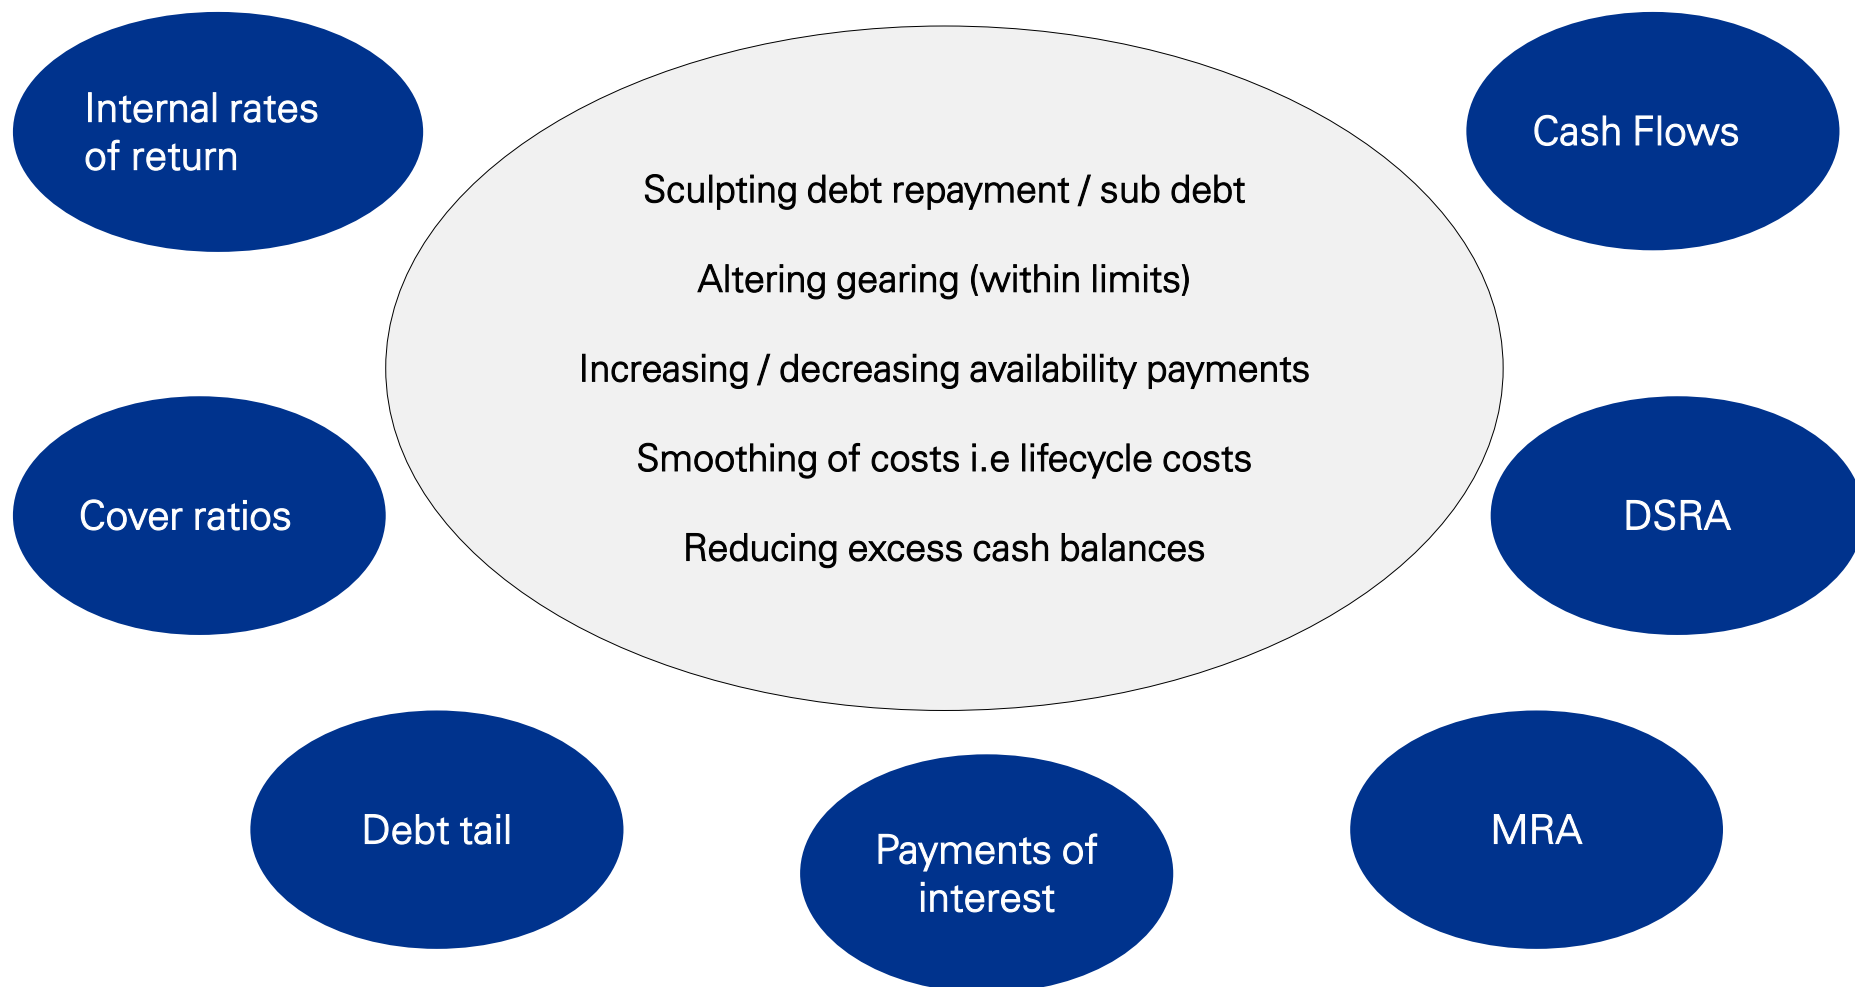 Internal rates
of return
Cash Flows
Sculpting debt repayment / sub debt
Altering gearing (within limits)
Increasing / decreasing availability payments
Smoothing of costs i.e lifecycle costs
Reducing excess cash balances
Cover ratios
DSRA
Debt tail
Payments of
interest
MRA